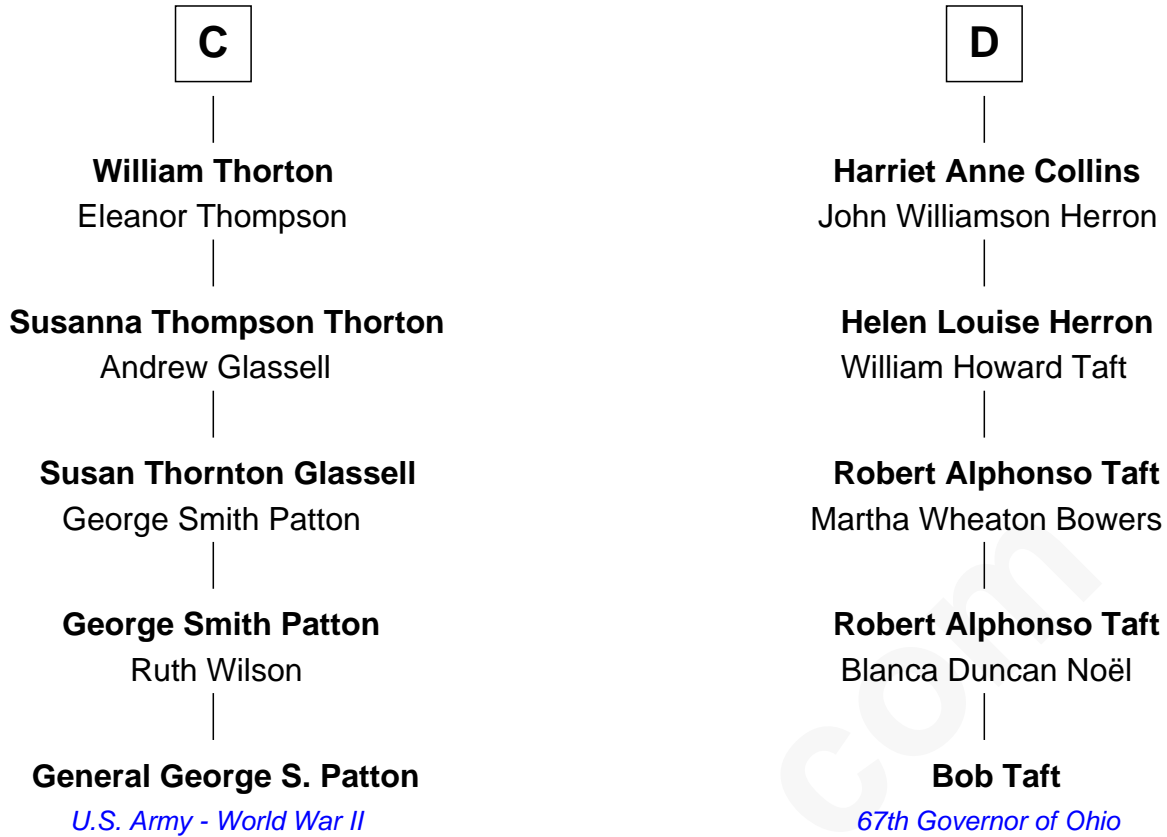 C
William Thorton
Eleanor Thompson
Susanna Thompson Thorton
Andrew Glassell
Susan Thornton Glassell
George Smith Patton
George Smith Patton
Ruth Wilson
General George S. Patton
U.S. Army - World War II
D
Harriet Anne Collins
John Williamson Herron
Helen Louise Herron
William Howard Taft
Robert Alphonso Taft
Martha Wheaton Bowers
Robert Alphonso Taft
Blanca Duncan Noël
Bob Taft
67th Governor of Ohio
com